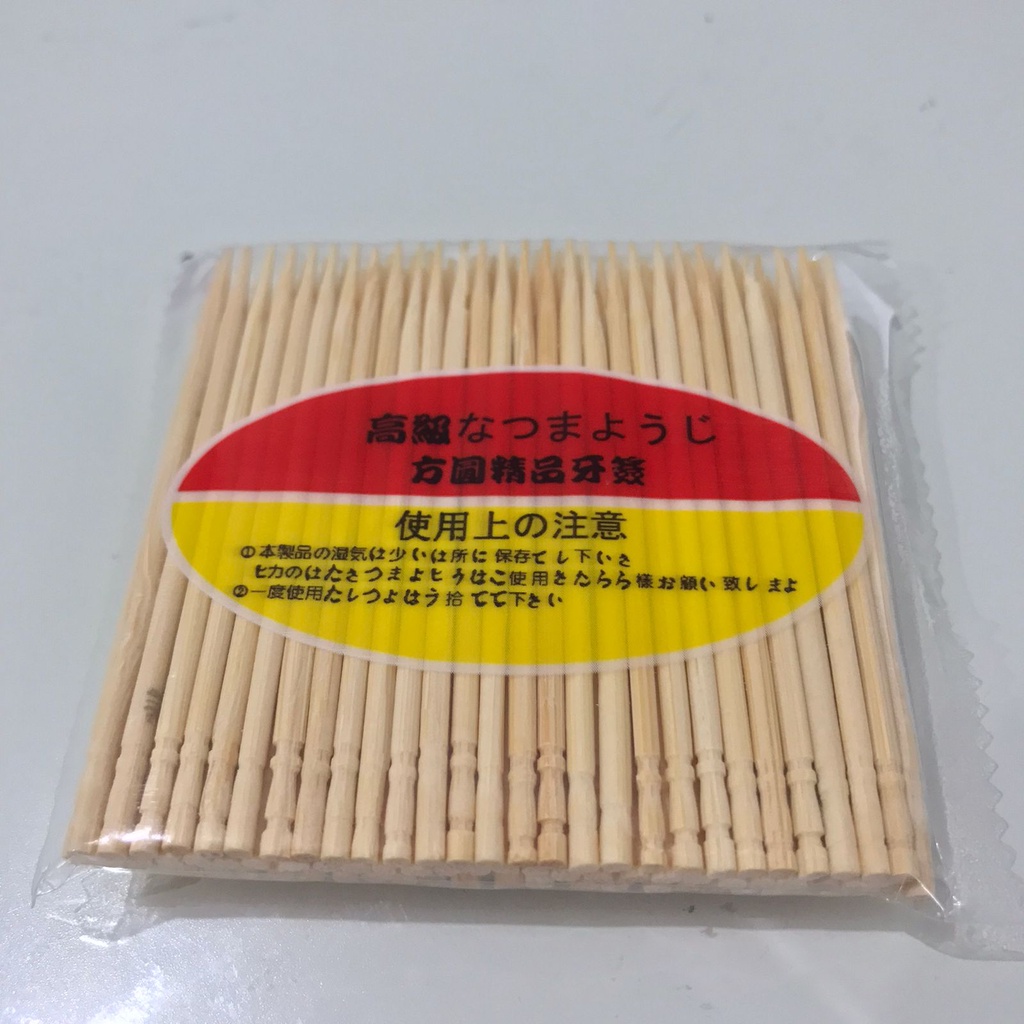 高級なつまようじ
方圓精品牙簽
使用上の注意
①本製品の湿気は少いは所に保存てし下いさ
ヒカのはたきつまよヒうはご使用きたらら様お願い致しまよ
②一度使用たしつよはう拾てて下さい